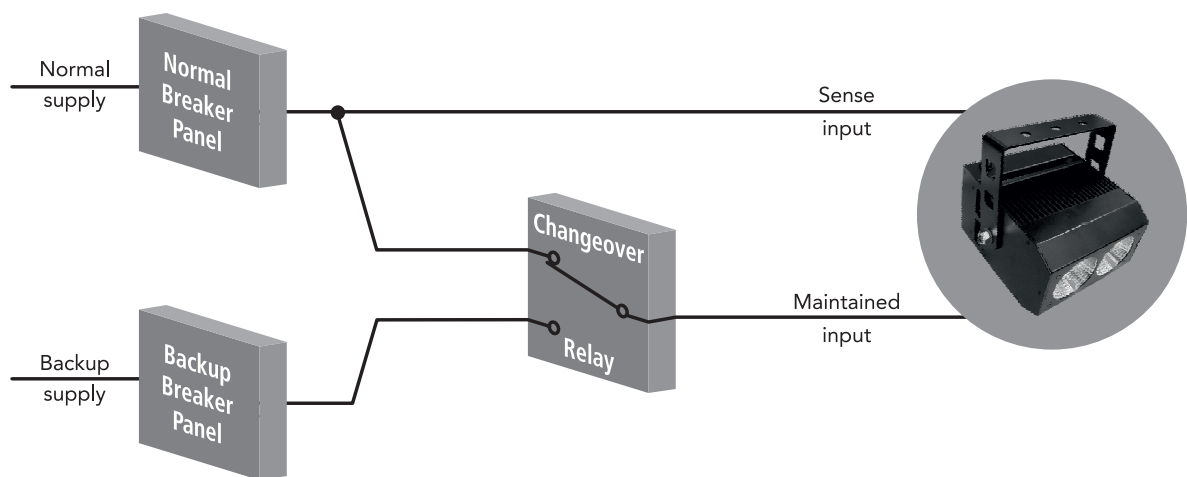 Normal
supply
Normal
Breaker
Panel
Sense
input
Changeover
Relay
Maintained
input
Backup
supply
Backup
Breaker
Panel